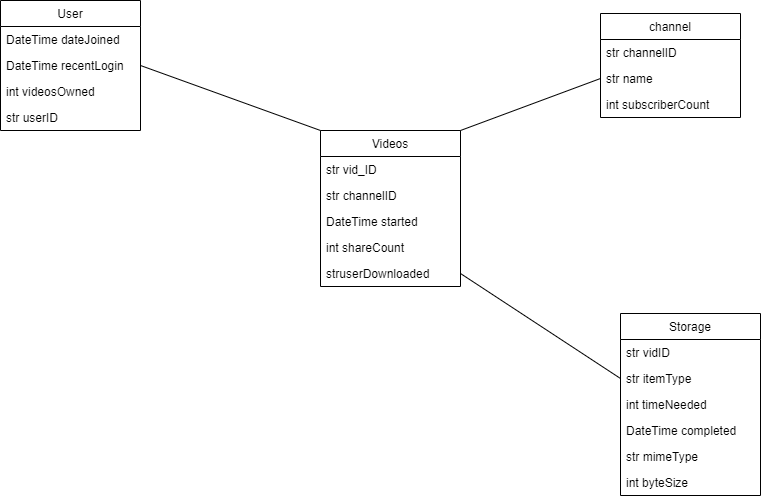 User
DateTime dateJoined
DateTime recentLogin
int videosOwned
str userID
channel
str channelID
str name
int subscriberCount
Videos
str vid_ID
str channelID
DateTime started
int shareCount
struserDownloaded
Storage
str vidID
str itemType
int timeNeeded
DateTime completed
str mimeType
int byteSize